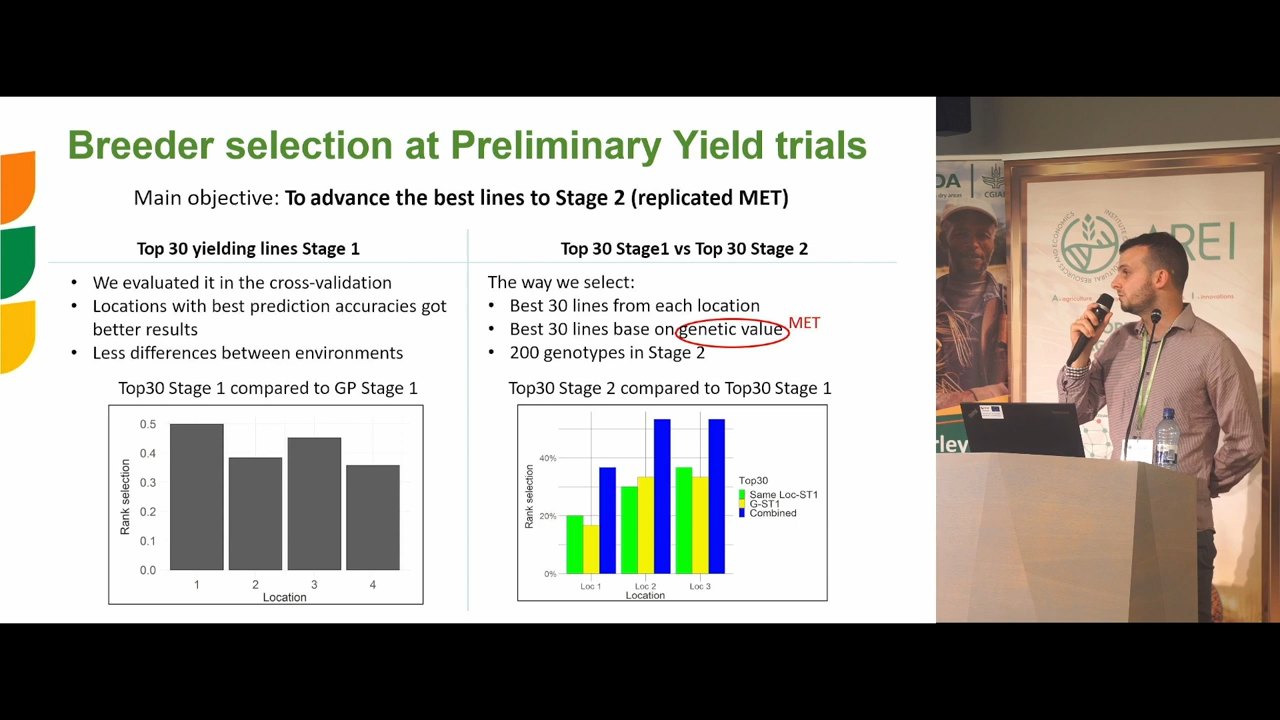 Breeder selection at Preliminary Yield trials
Main objective: To advance the best lines to Stage 2 (replicated MET)
Top 30 yielding lines Stage 1
• We evaluated it in the cross-validation
• Locations with best prediction accuracies got
better results
• Less differences between environments
Top30 Stage 1 compared to GP Stage 1
Rank selection
0.5
0.4
0.3
0.2
0.1
0.0
1 2 3 4
Location
Top 30 Stage1 vs Top 30 Stage 2
The way we select:
• Best 30 lines from each location
• Best 30 lines base on genetic value MET
• 200 genotypes in Stage 2
Top30 Stage 2 compared to Top30 Stage 1
Rank selection
40%
20%
0%
Loc 1 Loc 2 Loc 3
Location
Top30
Same Loc-ST1
G-ST1
Combined
DA
CGIAR
dry areas
AREI
rley